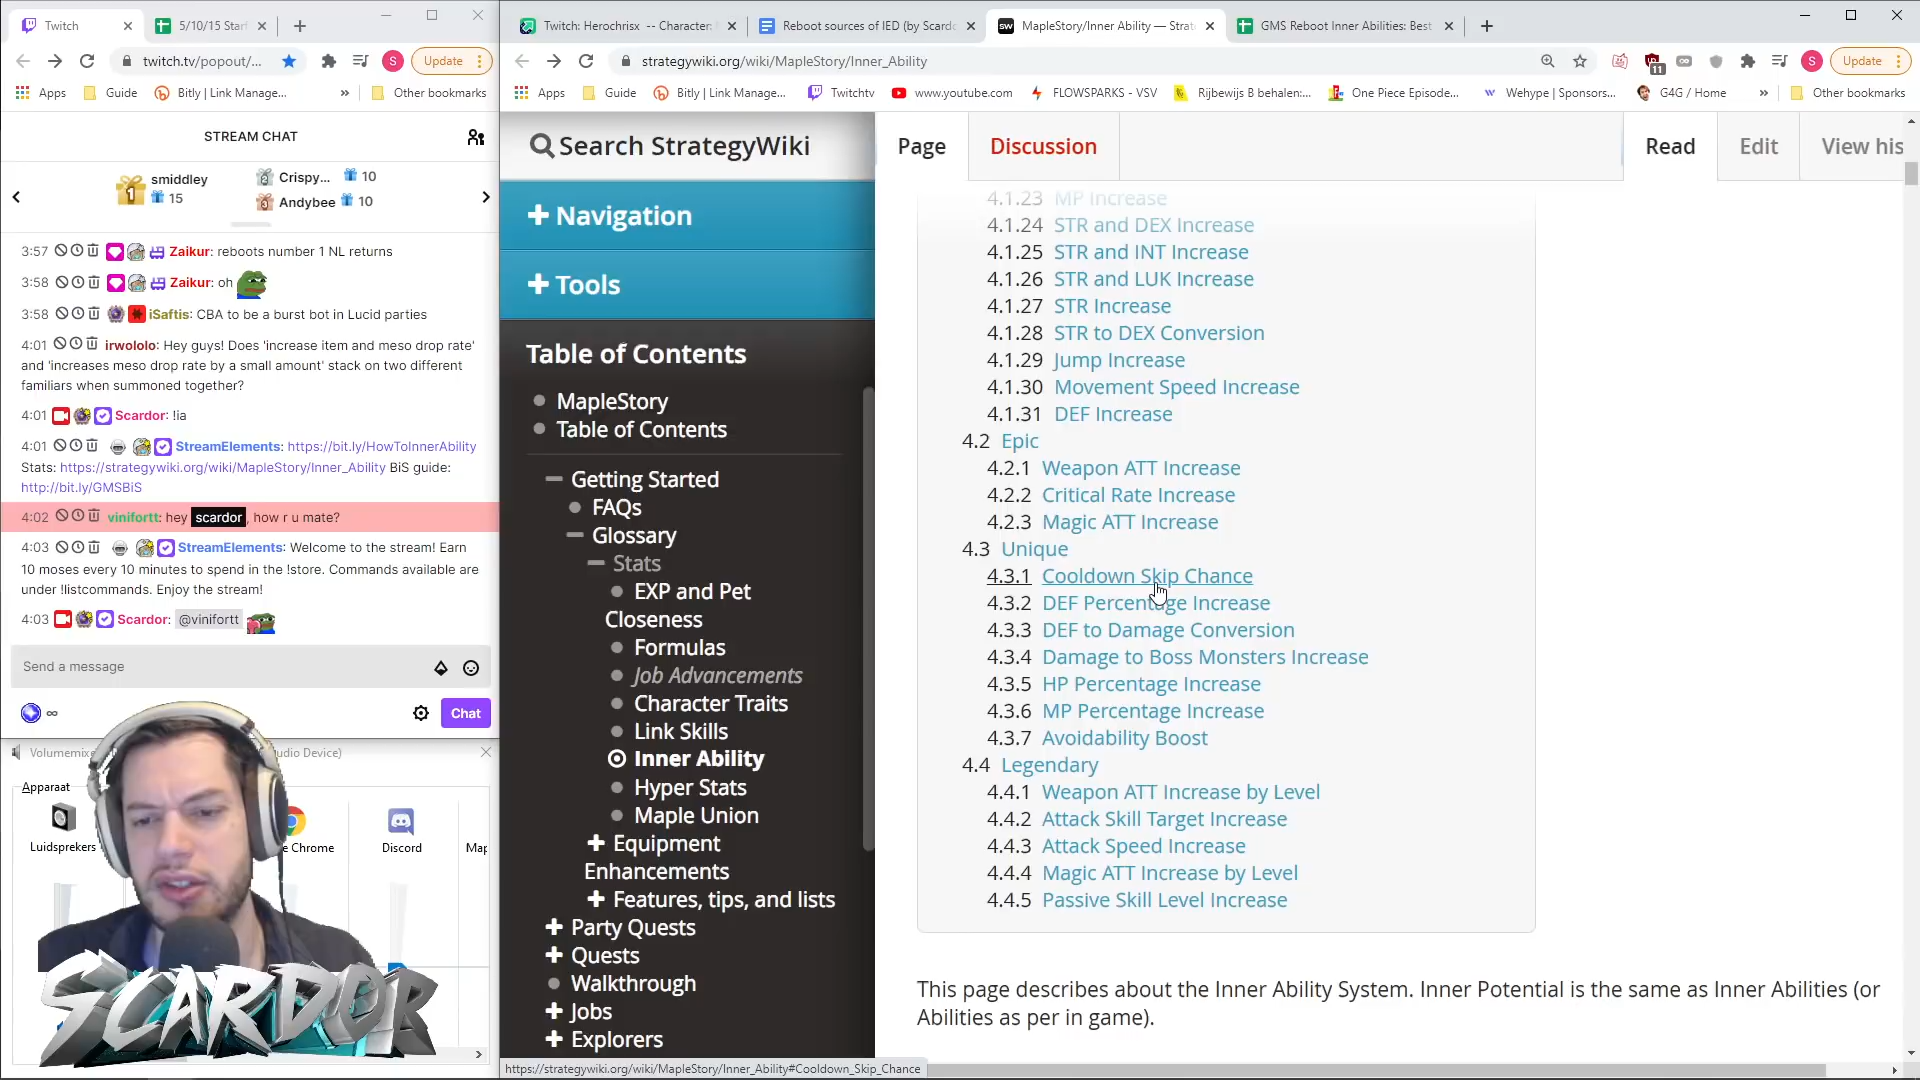 Twitch
5/10/15 Starf
Twitch: Herochrisx -- Character:
Reboot sources of IED (by Scardo
MapleStory/Inner Ability — Strat
GMS Reboot Inner Abilities: Best
twitch.tv/popout/...
S
Update
strategywiki.org/wiki/MapleStory/Inner_Ability
11
S
Update
Apps
Guide
Bitly | Link Manage...
»
Other bookmarks
Apps
Guide
Bitly | Link Manage...
Twitchtv
www.youtube.com
FLOWSPARKS - VSV
Rijbewijs B behalen:...
One Piece Episode...
Wehype | Sponsors...
G4G / Home
»
Other bookmarks
STREAM CHAT
1
smiddley
15
2
Crispy...
10
3
Andybee
10
3:57 Zaikur: reboots number 1 NL returns
3:58 Zaikur: oh
3:58 iSaftis: CBA to be a burst bot in Lucid parties
4:01 irwololo: Hey guys! Does 'increase item and meso drop rate'
and 'increases meso drop rate by a small amount' stack on two different
familiars when summoned together?
4:01 Scardor: !ia
4:01 StreamElements: https://bit.ly/HowToInnerAbility
Stats: https://strategywiki.org/wiki/MapleStory/Inner_Ability BiS guide:
http://bit.ly/GMSBiS
4:02 vinifortt: hey scardor, how r u mate?
4:03 StreamElements: Welcome to the stream! Earn
10 moses every 10 minutes to spend in the !store. Commands available are
under !listcommands. Enjoy the stream!
4:03 Scardor: @vinifortt
Send a message
∞
Chat
Volumemixe
udio Device)
Apparaat
Luidsprekers
e Chrome
Discord
Map
SCARDOR
Search StrategyWiki
Navigation
Tools
Table of Contents
MapleStory
Table of Contents
Getting Started
FAQs
Glossary
Stats
EXP and Pet
Closeness
Formulas
Job Advancements
Character Traits
Link Skills
Inner Ability
Hyper Stats
Maple Union
Equipment
Enhancements
Features, tips, and lists
Party Quests
Quests
Walkthrough
Jobs
Explorers
Page
Discussion
Read
Edit
View his
4.1.23 MP Increase
4.1.24 STR and DEX Increase
4.1.25 STR and INT Increase
4.1.26 STR and LUK Increase
4.1.27 STR Increase
4.1.28 STR to DEX Conversion
4.1.29 Jump Increase
4.1.30 Movement Speed Increase
4.1.31 DEF Increase
4.2 Epic
4.2.1 Weapon ATT Increase
4.2.2 Critical Rate Increase
4.2.3 Magic ATT Increase
4.3 Unique
4.3.1 Cooldown Skip Chance
4.3.2 DEF Percentage Increase
4.3.3 DEF to Damage Conversion
4.3.4 Damage to Boss Monsters Increase
4.3.5 HP Percentage Increase
4.3.6 MP Percentage Increase
4.3.7 Avoidability Boost
4.4 Legendary
4.4.1 Weapon ATT Increase by Level
4.4.2 Attack Skill Target Increase
4.4.3 Attack Speed Increase
4.4.4 Magic ATT Increase by Level
4.4.5 Passive Skill Level Increase
This page describes about the Inner Ability System. Inner Potential is the same as Inner Abilities (or
Abilities as per in game).
https://strategywiki.org/wiki/MapleStory/Inner_Ability#Cooldown_Skip_Chance